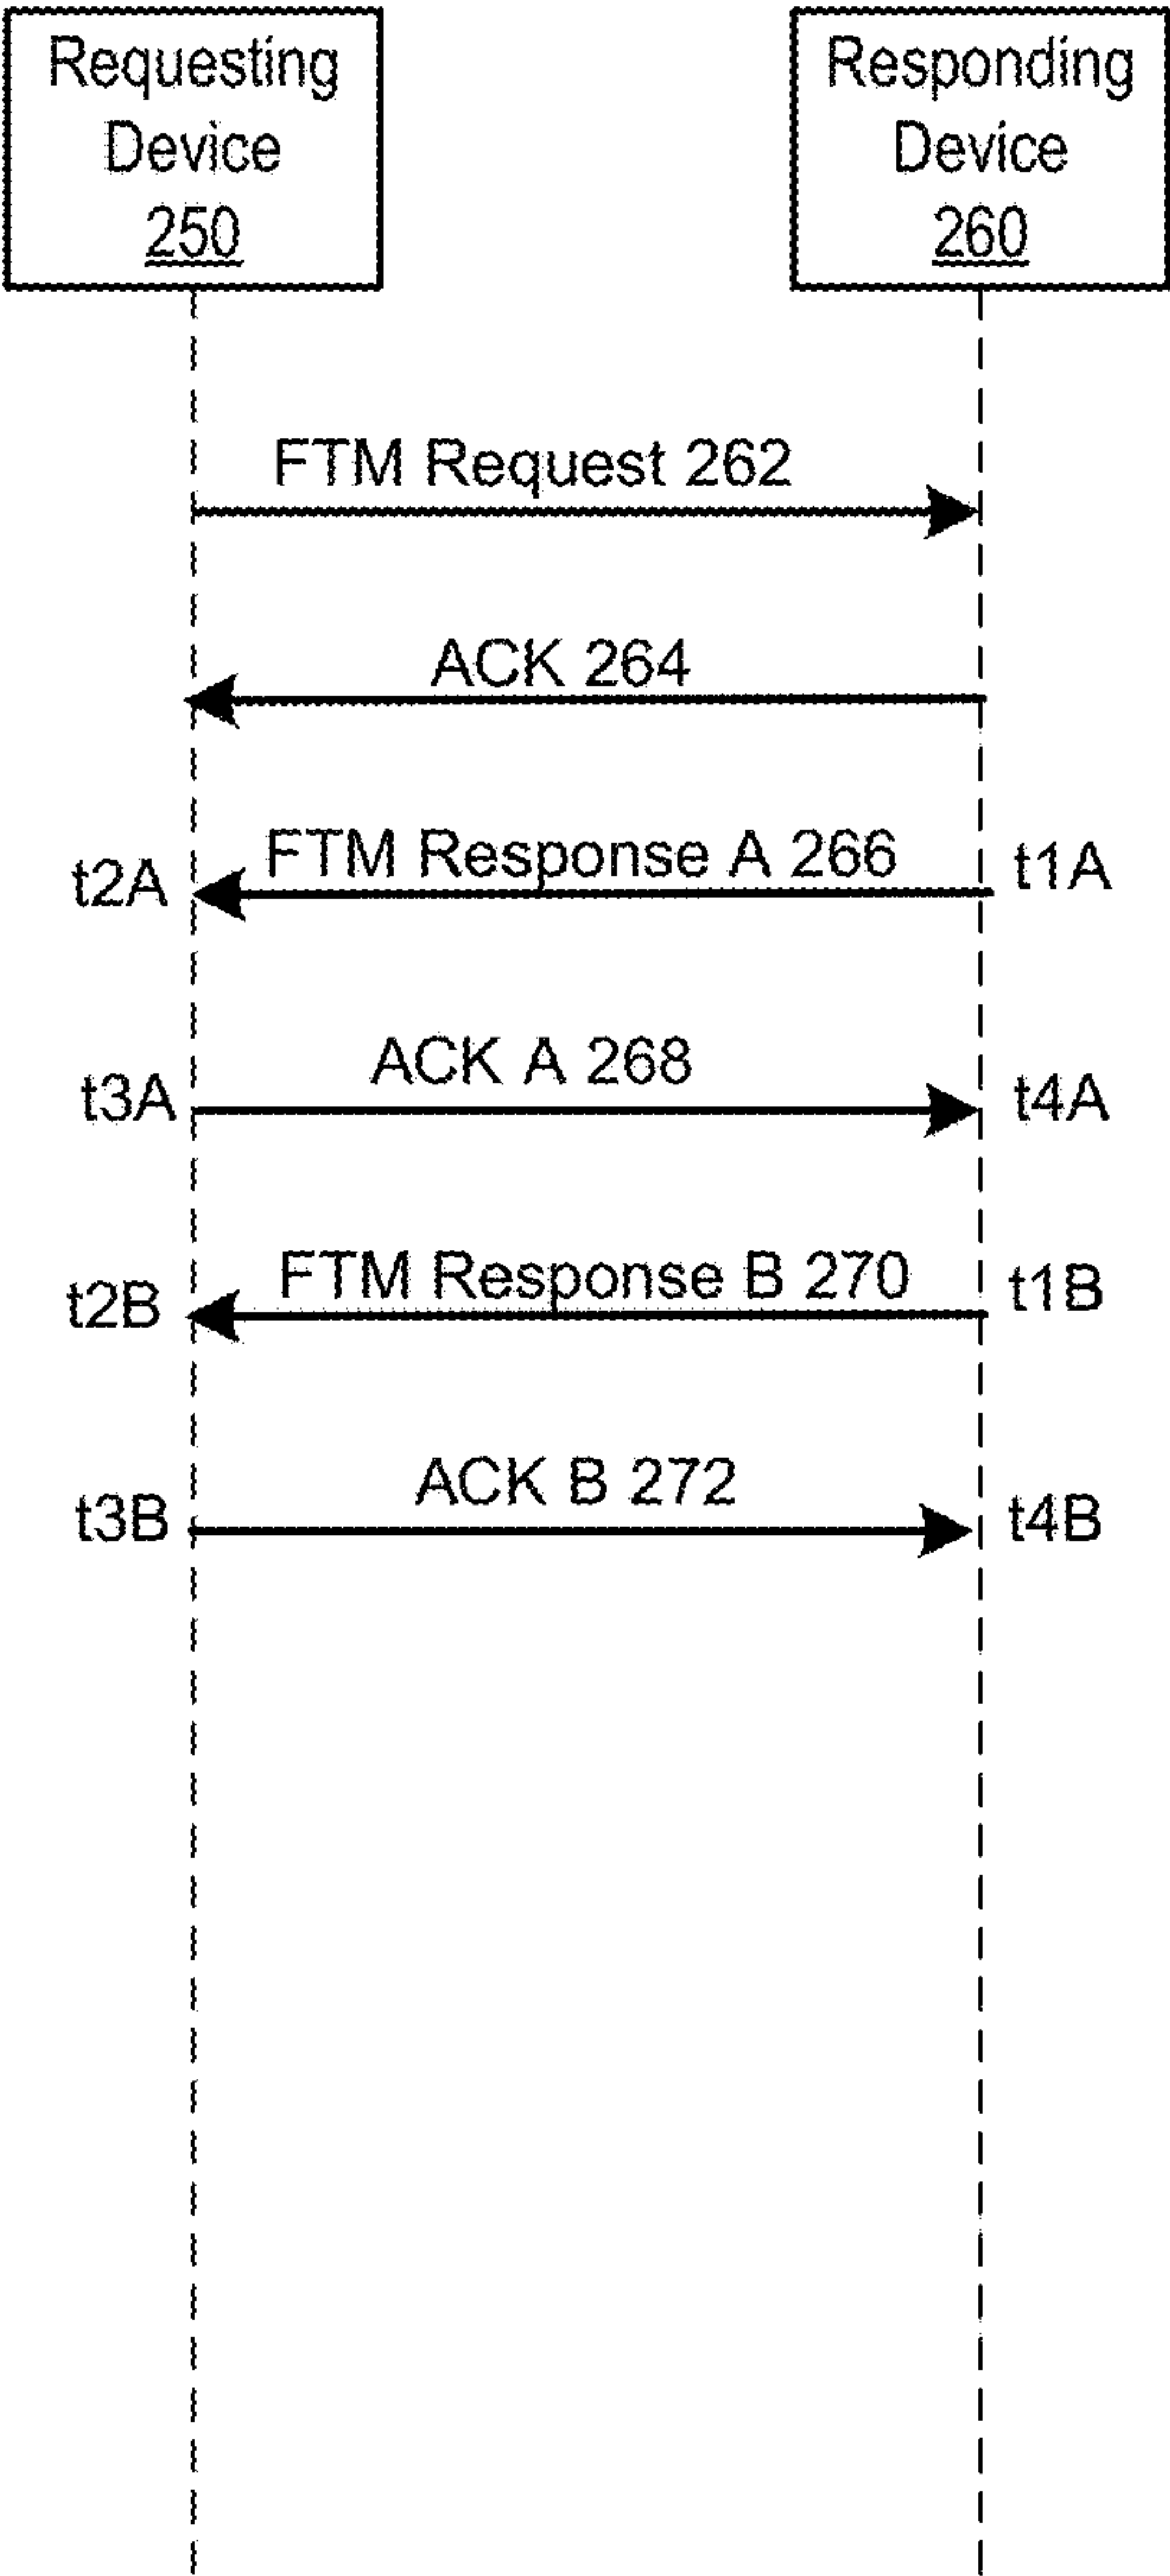 Requesting
Device
250
Responding
Device
260
FTM Request 262
ACK 264
FTM Response A 266
t2A
t1A
ACK A 268
t3A
t4A
FTM Response B 270
t2B
t1B
ACK B 272
t3B
t4B